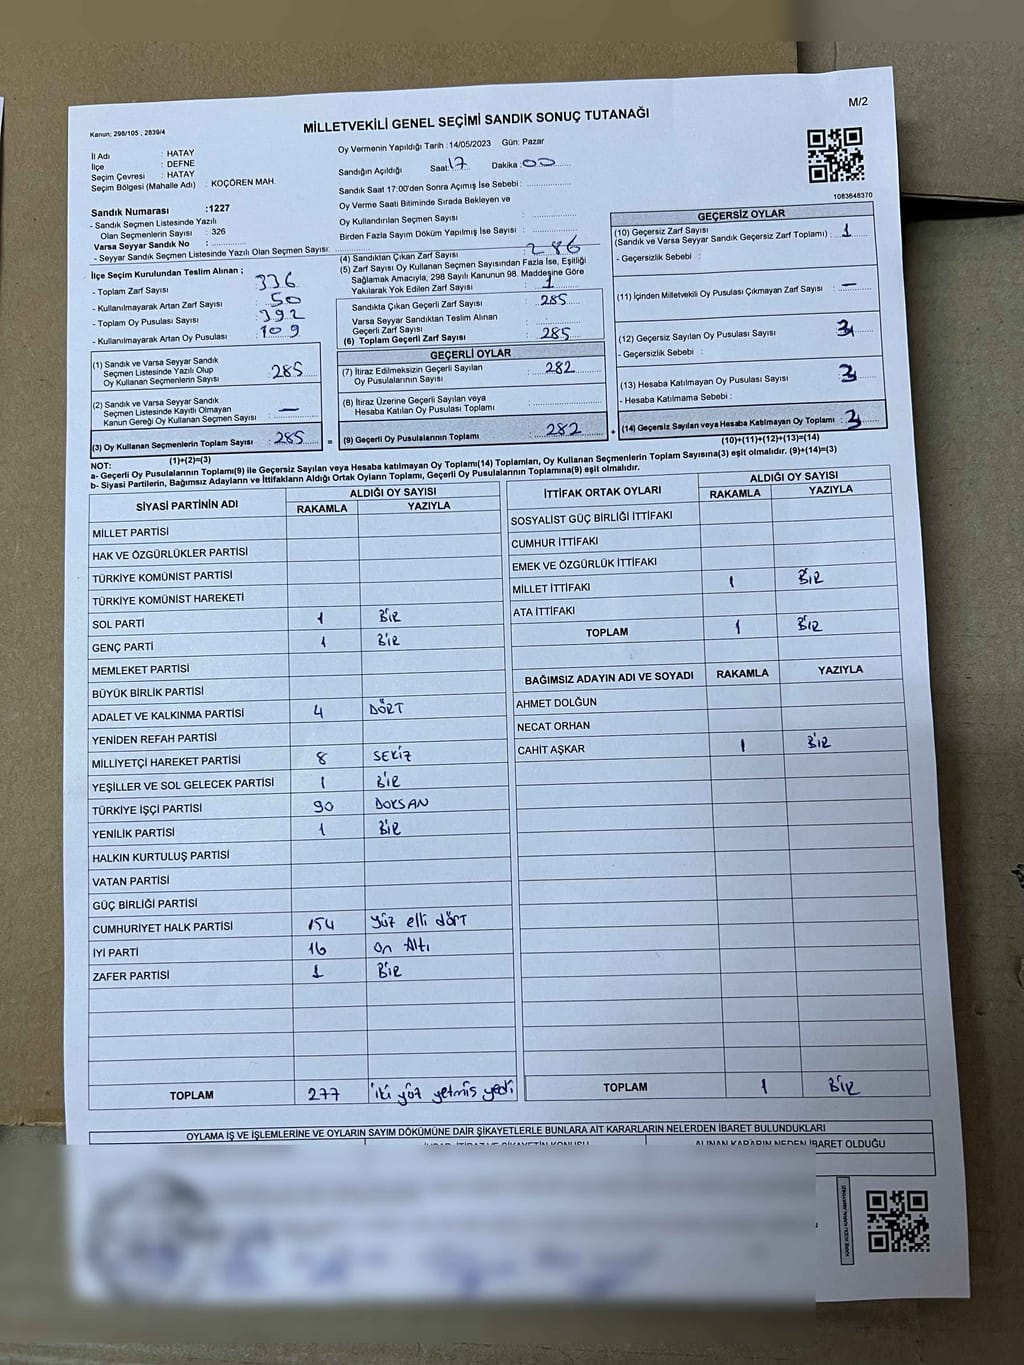 M/2
Kanun; 298/105 , 2839/4
MİLLETVEKİLİ GENEL SEÇİMİ SANDIK SONUÇ TUTANAĞI
İl Adı : HATAY
İlçe : DEFNE
Seçim Çevresi : HATAY
Seçim Bölgesi (Mahalle Adı) : KOÇÖREN MAH.
Sandık Numarası :1227
- Sandık Seçmen Listesinde Yazılı
Olan Seçmenlerin Sayısı : 326
Varsa Seyyar Sandık No :
- Seyyar Sandık Seçmen Listesinde Yazılı Olan Seçmen Sayısı:
İlçe Seçim Kurulundan Teslim Alınan ;
- Toplam Zarf Sayısı 336
- Kullanılmayarak Artan Zarf Sayısı 50
- Toplam Oy Pusulası Sayısı 392
- Kullanılmayarak Artan Oy Pusulası 109
(1) Sandık ve Varsa Seyyar Sandık
Seçmen Listesinde Yazılı Olup
Oy Kullanan Seçmenlerin Sayısı : 285
(2) Sandık ve Varsa Seyyar Sandık
Seçmen Listesinde Kayıtlı Olmayan
Kanun Gereği Oy Kullanan Seçmen Sayısı : —
(3) Oy Kullanan Seçmenlerin Toplam Sayısı : 285
(1)+(2)=(3)
Oy Vermenin Yapıldığı Tarih : 14/05/2023 Gün: Pazar
Sandığın Açıldığı Saat: 17 Dakika : 00
Sandık Saat 17:00'den Sonra Açımış İse Sebebi :
Oy Verme Saati Bitiminde Sırada Bekleyen ve
Oy Kullandırılan Seçmen Sayısı :
Birden Fazla Sayım Döküm Yapılmış İse Sayısı :
(4) Sandıktan Çıkan Zarf Sayısı : 286
(5) Zarf Sayısı Oy Kullanan Seçmen Sayısından Fazla İse, Eşitliği
Sağlamak Amacıyla; 298 Sayılı Kanunun 98. Maddesine Göre
Yakılarak Yok Edilen Zarf Sayısı : 1
Sandıkta Çıkan Geçerli Zarf Sayısı : 285
Varsa Seyyar Sandıktan Teslim Alınan
Geçerli Zarf Sayısı :
(6) Toplam Geçerli Zarf Sayısı : 285
GEÇERLİ OYLAR
(7) İtiraz Edilmeksizin Geçerli Sayılan
Oy Pusulalarının Sayısı : 282
(8) İtiraz Üzerine Geçerli Sayılan veya
Hesaba Katılan Oy Pusulası Toplamı :
= (9) Geçerli Oy Pusulalarının Toplamı : 282 +
1083648370
GEÇERSİZ OYLAR
(10) Geçersiz Zarf Sayısı
(Sandık ve Varsa Seyyar Sandık Geçersiz Zarf Toplamı) : 1
- Geçersizlik Sebebi :
(11) İçinden Milletvekili Oy Pusulası Çıkmayan Zarf Sayısı : —
(12) Geçersiz Sayılan Oy Pusulası Sayısı : 3
- Geçersizlik Sebebi :
(13) Hesaba Katılmayan Oy Pusulası Sayısı : 3
- Hesaba Katılmama Sebebi :
(14) Geçersiz Sayılan veya Hesaba Katılmayan Oy Toplamı : 3
(10)+(11)+(12)+(13)=(14)
NOT:
a- Geçerli Oy Pusulalarının Toplamı(9) ile Geçersiz Sayılan veya Hesaba katılmayan Oy Toplamı(14) Toplamları, Oy Kullanan Seçmenlerin Toplam Sayısına(3) eşit olmalıdır. (9)+(14)=(3)
b- Siyasi Partilerin, Bağımsız Adayların ve İttifakların Aldığı Ortak Oyların Toplamı, Geçerli Oy Pusulalarının Toplamına(9) eşit olmalıdır.
SİYASİ PARTİNİN ADI ALDIĞI OY SAYISI
RAKAMLA YAZIYLA
MİLLET PARTİSİ
HAK VE ÖZGÜRLÜKLER PARTİSİ
TÜRKİYE KOMÜNİST PARTİSİ
TÜRKİYE KOMÜNİST HAREKETİ
SOL PARTİ 1 BİR
GENÇ PARTİ 1 BİR
MEMLEKET PARTİSİ
BÜYÜK BİRLİK PARTİSİ
ADALET VE KALKINMA PARTİSİ 4 DÖRT
YENİDEN REFAH PARTİSİ
MİLLİYETÇİ HAREKET PARTİSİ 8 SEKİZ
YEŞİLLER VE SOL GELECEK PARTİSİ 1 BİR
TÜRKİYE İŞÇİ PARTİSİ 90 DOKSAN
YENİLİK PARTİSİ 1 BİR
HALKIN KURTULUŞ PARTİSİ
VATAN PARTİSİ
GÜÇ BİRLİĞİ PARTİSİ
CUMHURİYET HALK PARTİSİ 154 Yüz elli dört
İYİ PARTİ 16 On Altı
ZAFER PARTİSİ 1 BİR
TOPLAM 277 iki yüz yetmiş yedi
İTTİFAK ORTAK OYLARI ALDIĞI OY SAYISI
RAKAMLA YAZIYLA
SOSYALİST GÜÇ BİRLİĞİ İTTİFAKI
CUMHUR İTTİFAKI
EMEK VE ÖZGÜRLÜK İTTİFAKI
MİLLET İTTİFAKI 1 BİR
ATA İTTİFAKI
TOPLAM 1 BİR
BAĞIMSIZ ADAYIN ADI VE SOYADI RAKAMLA YAZIYLA
AHMET DOLĞUN
NECAT ORHAN
CAHİT AŞKAR 1 BİR
TOPLAM 1 BİR
OYLAMA İŞ VE İŞLEMLERİNE VE OYLARIN SAYIM DÖKÜMÜNE DAİR ŞİKAYETLERLE BUNLARA AİT KARARLARIN NELERDEN İBARET BULUNDUKLARI
İHBAR, İTİRAZ VE ŞİKAYETİN KONUSU ALINAN KARARIN NEDEN İBARET OLDUĞU
KARE KODU KARALAMAYINIZ!